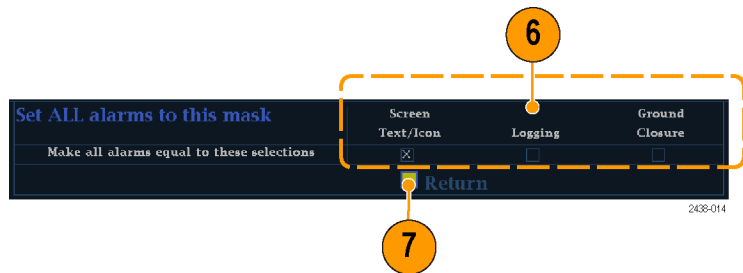 6
Set ALL alarms to this mask
Screen Text/Icon
Logging
Ground Closure
Make all alarms equal to these selections
X
Return
2438-014
7